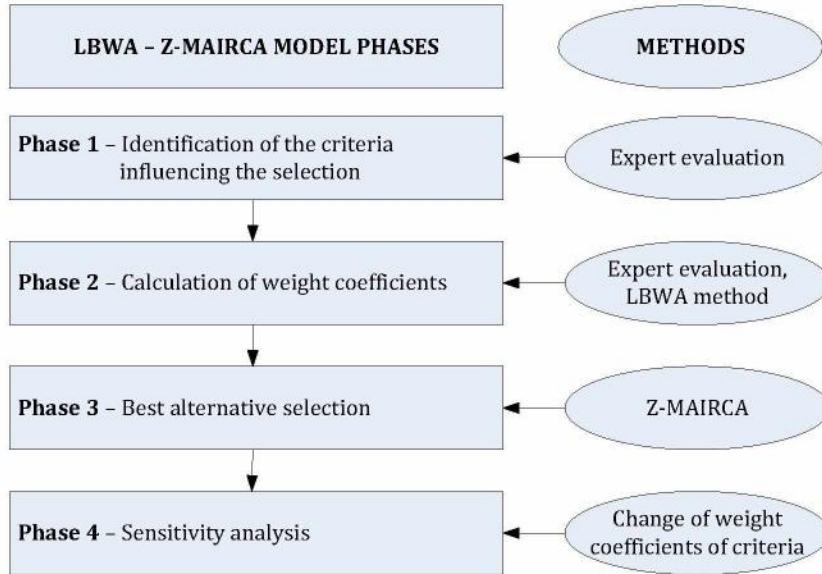 LBWA – Z-MAIRCA MODEL PHASES
METHODS
Phase 1 – Identification of the criteria
influencing the selection
Expert evaluation
Phase 2 – Calculation of weight coefficients
Expert evaluation,
LBWA method
Phase 3 – Best alternative selection
Z-MAIRCA
Phase 4 – Sensitivity analysis
Change of weight
coefficients of criteria